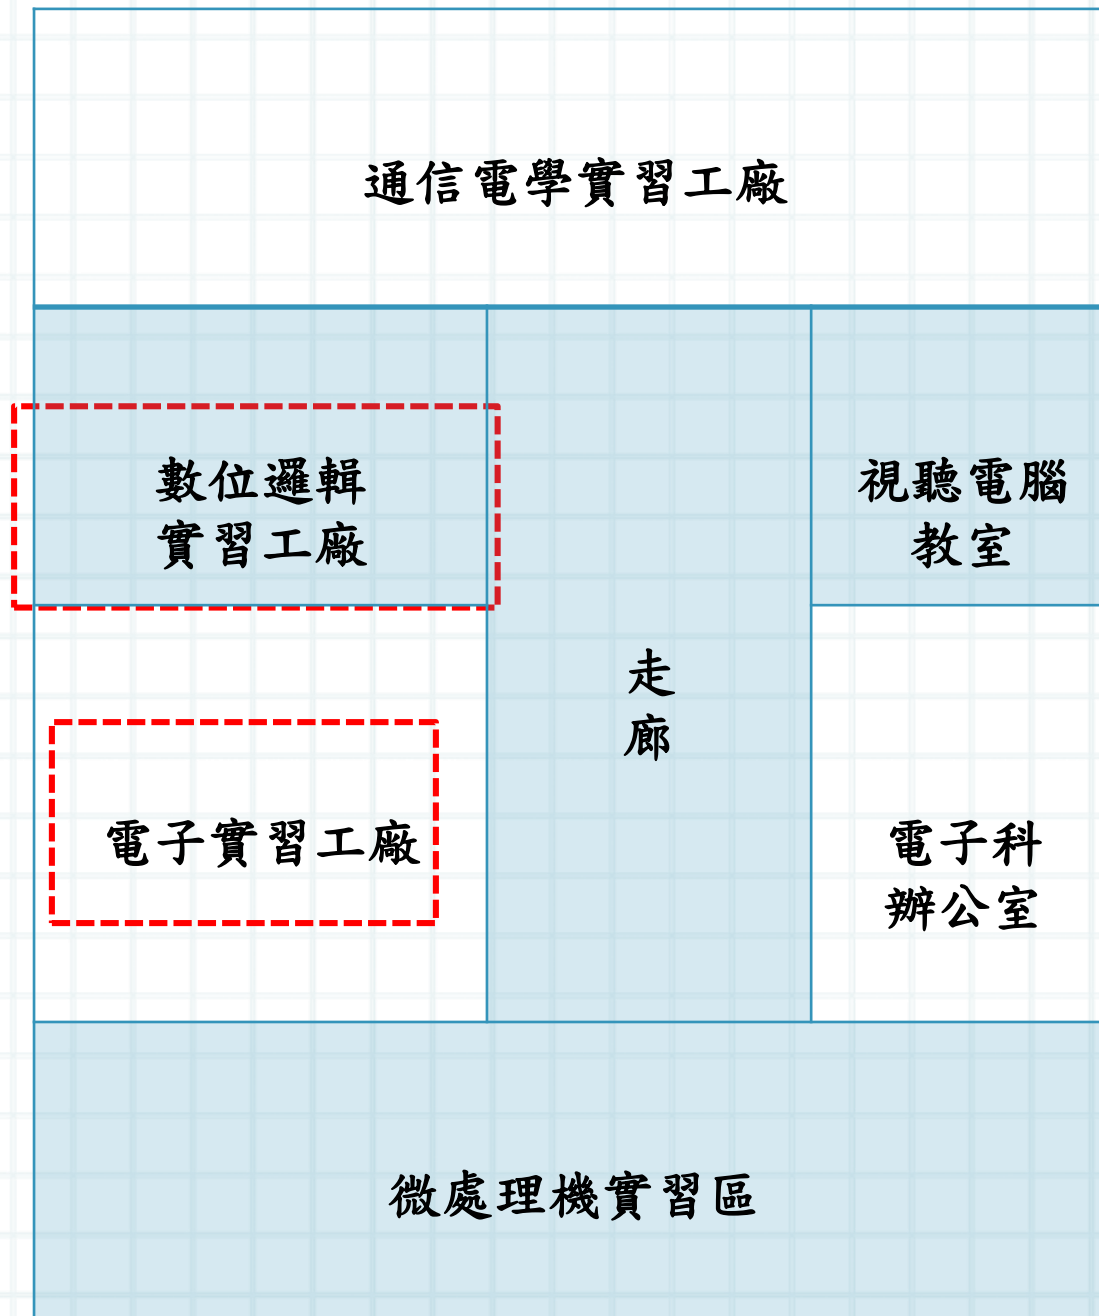 通信電學實習工廠
數位邏輯
實習工廠
視聽電腦
教室
走
廊
電子實習工廠
電子科
辦公室
微處理機實習區